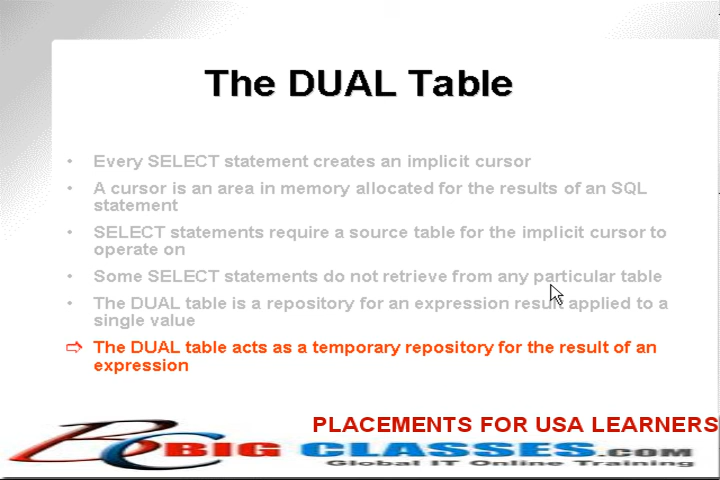 The DUAL Table
• Every SELECT statement creates an implicit cursor
• A cursor is an area in memory allocated for the results of an SQL
statement
• SELECT statements require a source table for the implicit cursor to
operate on
• Some SELECT statements do not retrieve from any particular table
• The DUAL table is a repository for an expression result applied to a
single value
The DUAL table acts as a temporary repository for the result of an
expression
PLACEMENTS FOR USA LEARNERS
BC BIG CLASSES.COM
Global IT Online Training